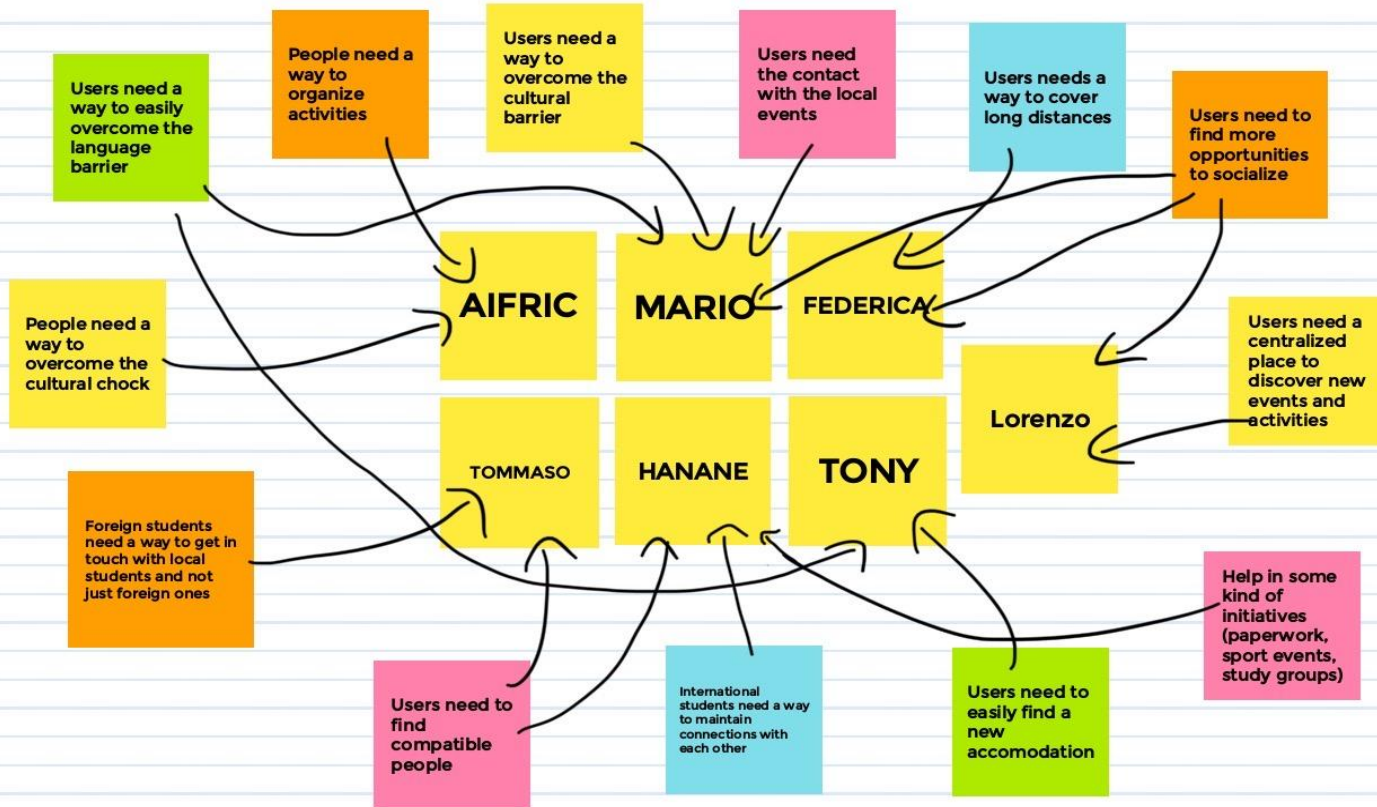 Users need a
way to easily
overcome the
language
barrier
People need a
way to
organize
activities
Users need a
way to
overcome the
cultural
barrier
Users need
the contact
with the local
events
Users needs a
way to cover
long distances
Users need to
find more
opportunities
to socialize
People need a
way to
overcome the
cultural chock
AIFRIC
MARIO
FEDERICA
Lorenzo
Users need a
centralized
place to
discover new
events and
activities
TOMMASO
HANANE
TONY
Foreign students
need a way to get in
touch with local
students and not
just foreign ones
Users need to
find
compatible
people
International
students need a way
to maintain
connections with
each other
Users need to
easily find a
new
accomodation
Help in some
kind of
initiatives
(paperwork,
sport events,
study groups)